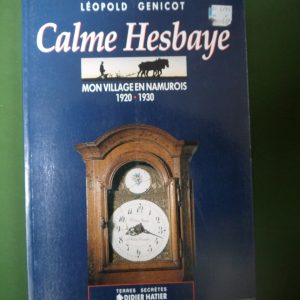 LÉOPOLD GENICOT
Calme Hesbaye
MON VILLAGE EN NAMUROIS
1920 • 1930
TERRES SECRÈTES
DIDIER HATIER